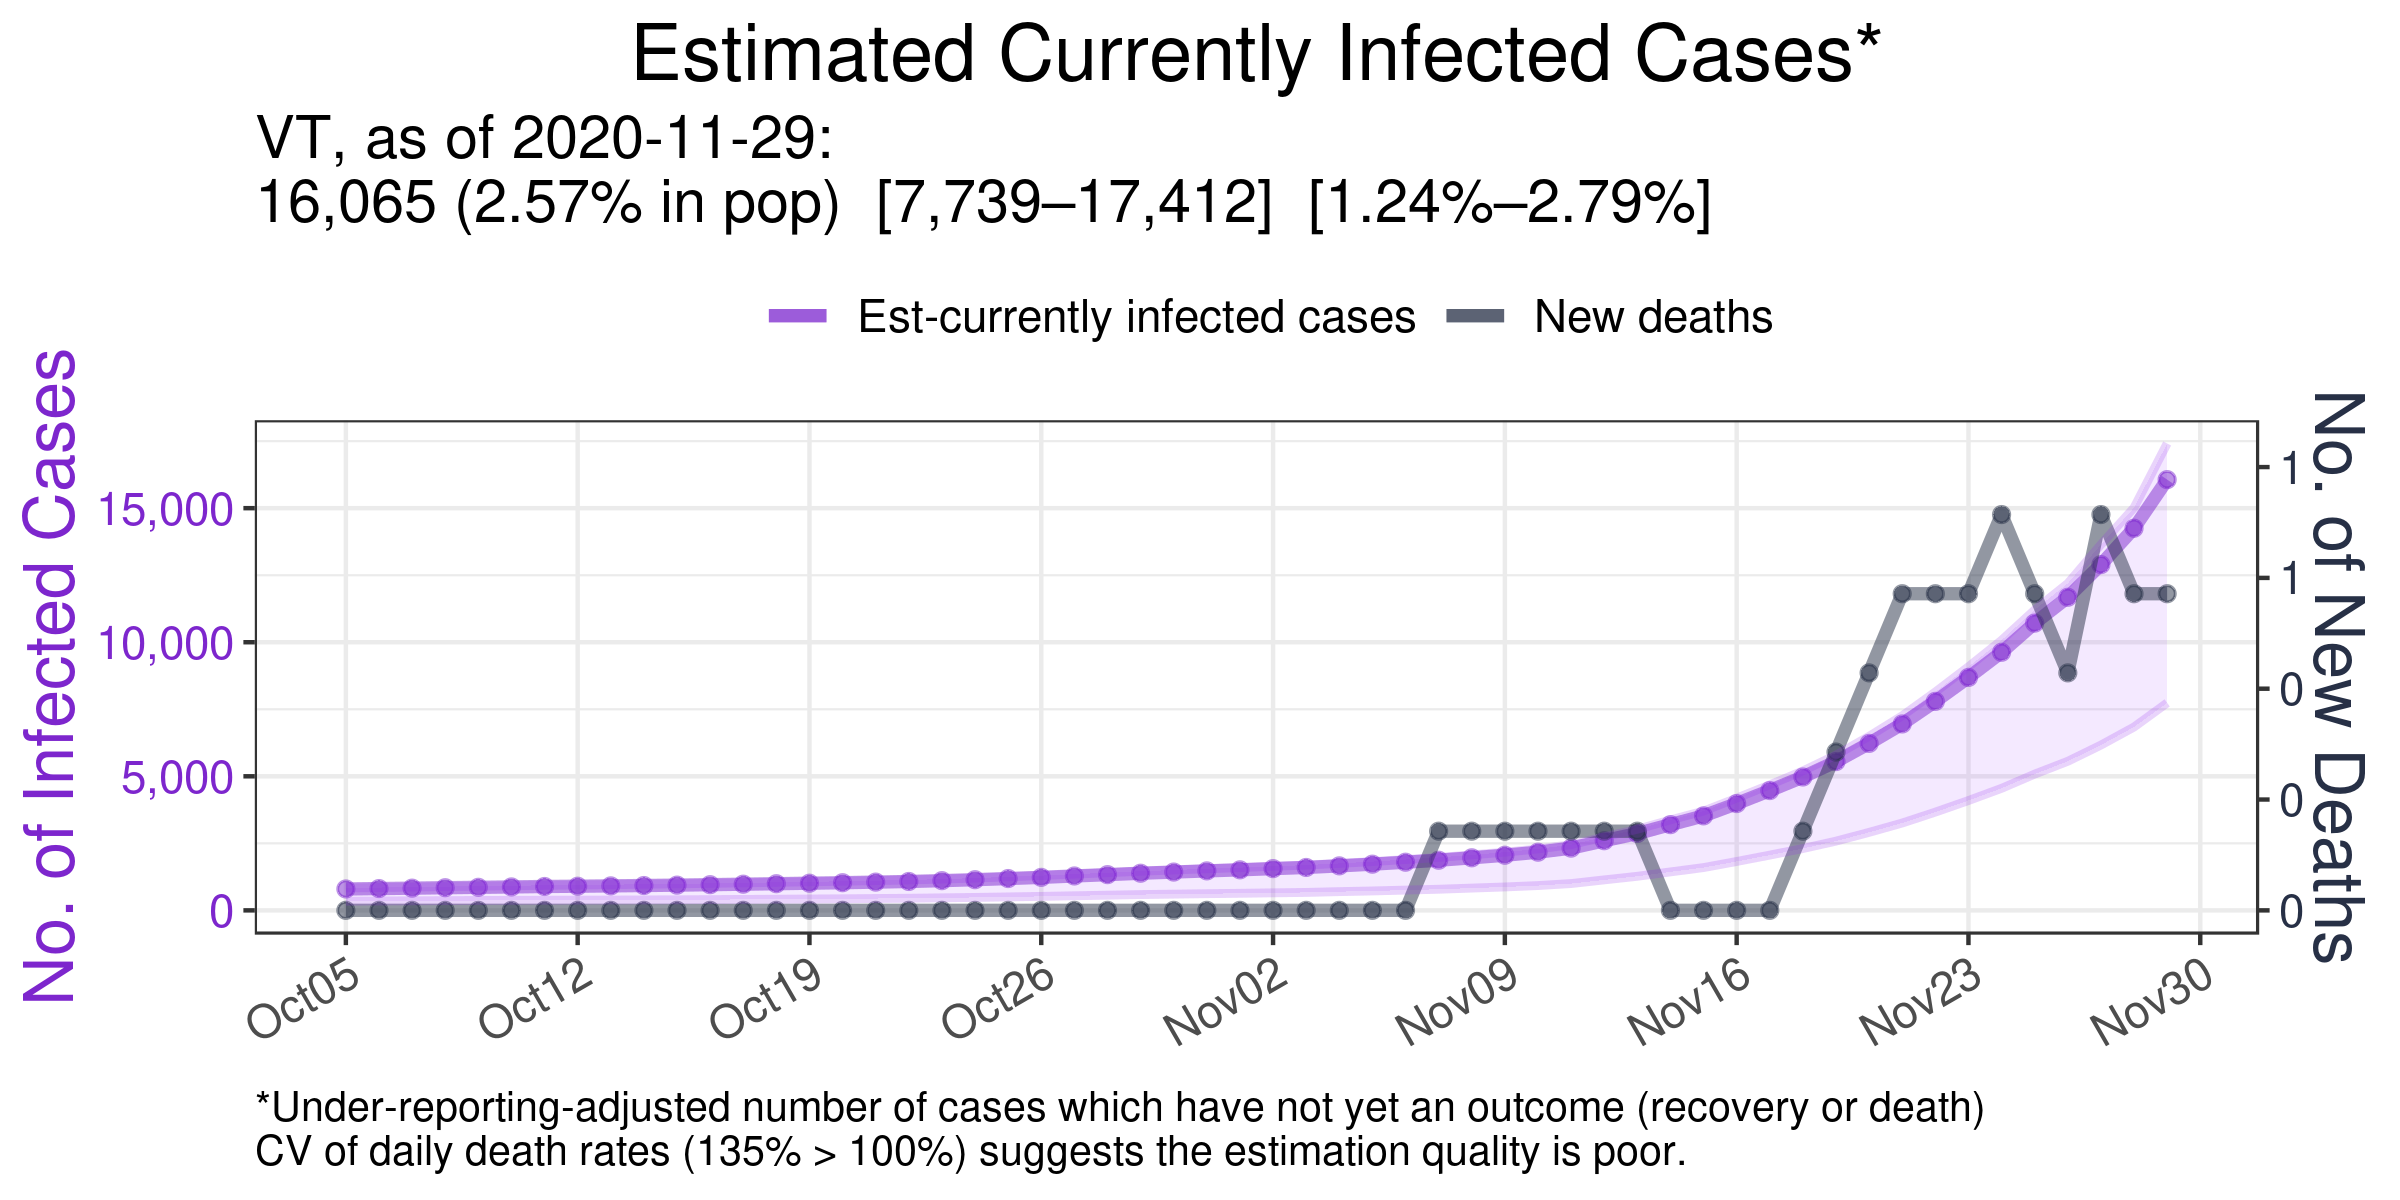 Estimated Currently Infected Cases*
VT, as of 2020-11-29:
16,065 (2.57% in pop)  [7,739–17,412]  [1.24%–2.79%]
Est-currently infected cases
New deaths
No. of Infected Cases
15,000
10,000
5,000
0
1
1
0
0
0
No. of New Deaths
Oct05
Oct12
Oct19
Oct26
Nov02
Nov09
Nov16
Nov23
Nov30
*Under-reporting-adjusted number of cases which have not yet an outcome (recovery or death)
CV of daily death rates (135% > 100%) suggests the estimation quality is poor.